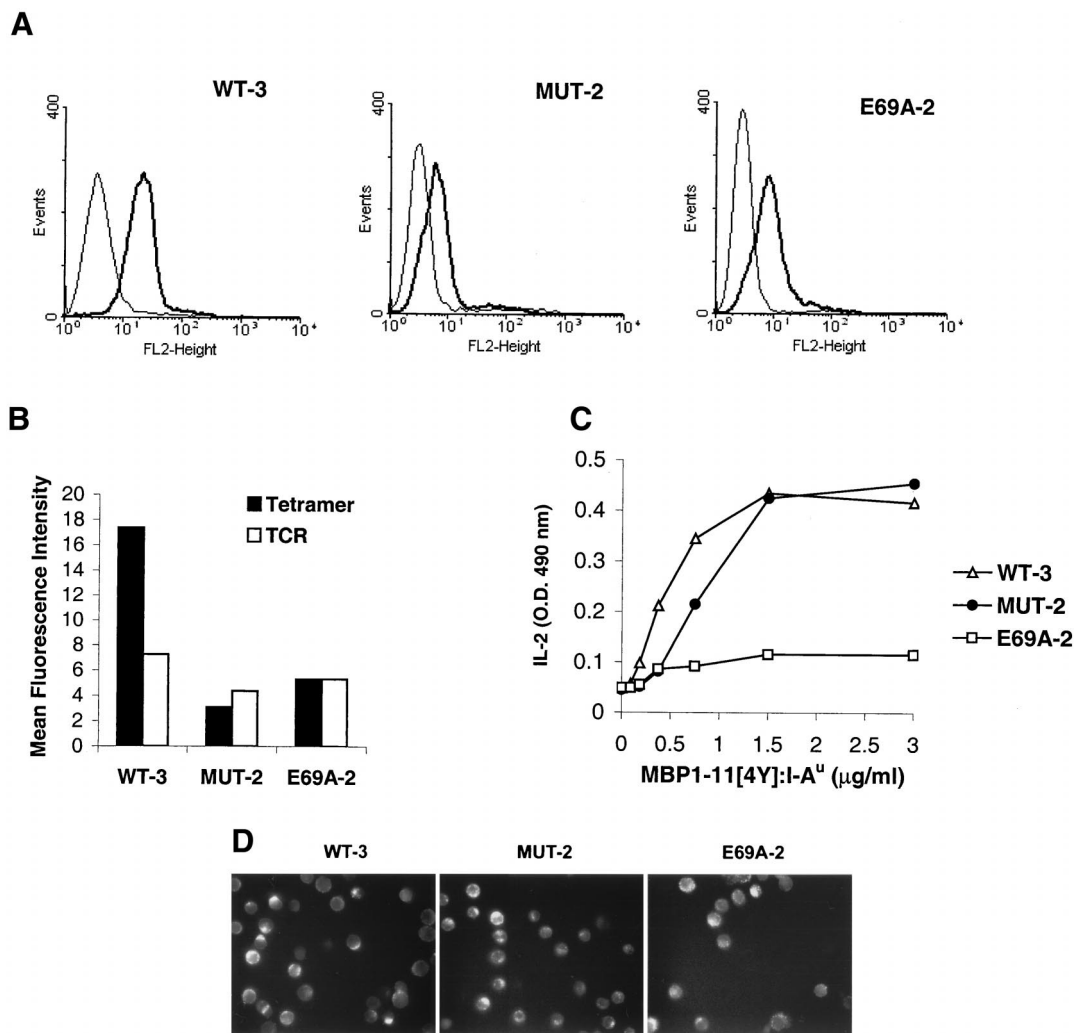 A
WT-3
MUT-2
E69A-2
400
Events
0
10⁰ 10¹ 10² 10³ 10⁴
FL2-Height
400
Events
0
10⁰ 10¹ 10² 10³ 10⁴
FL2-Height
400
Events
0
10⁰ 10¹ 10² 10³ 10⁴
FL2-Height
B
Mean Fluorescence Intensity
20
18
16
14
12
10
8
6
4
2
0
Tetramer
TCR
WT-3 MUT-2 E69A-2
C
IL-2 (O.D. 490 nm)
0.5
0.4
0.3
0.2
0.1
0
0 0.5 1 1.5 2 2.5 3
MBP1-11[4Y]:I-Aᵘ (µg/ml)
WT-3
MUT-2
E69A-2
D
WT-3
MUT-2
E69A-2